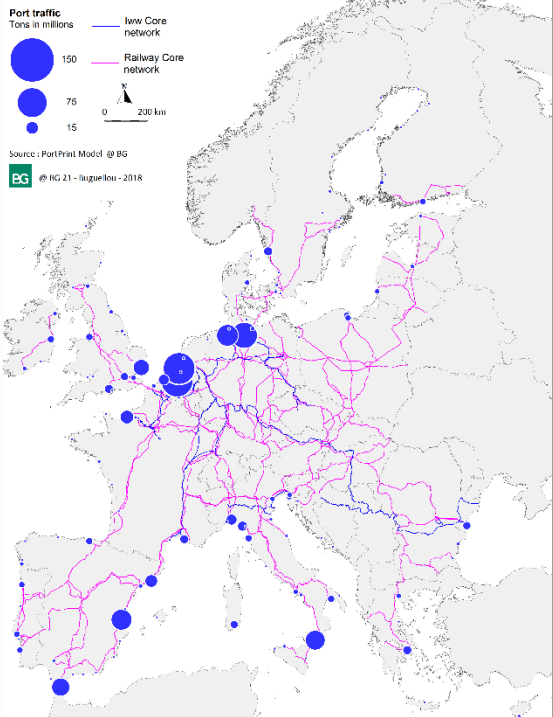 Port traffic
Tons in millions
150
75
15
Iww Core
network
Railway Core
network
N
0 200 km
Source : PortPrint Model @ BG
BG
@ BG 21 - Buguellou - 2018